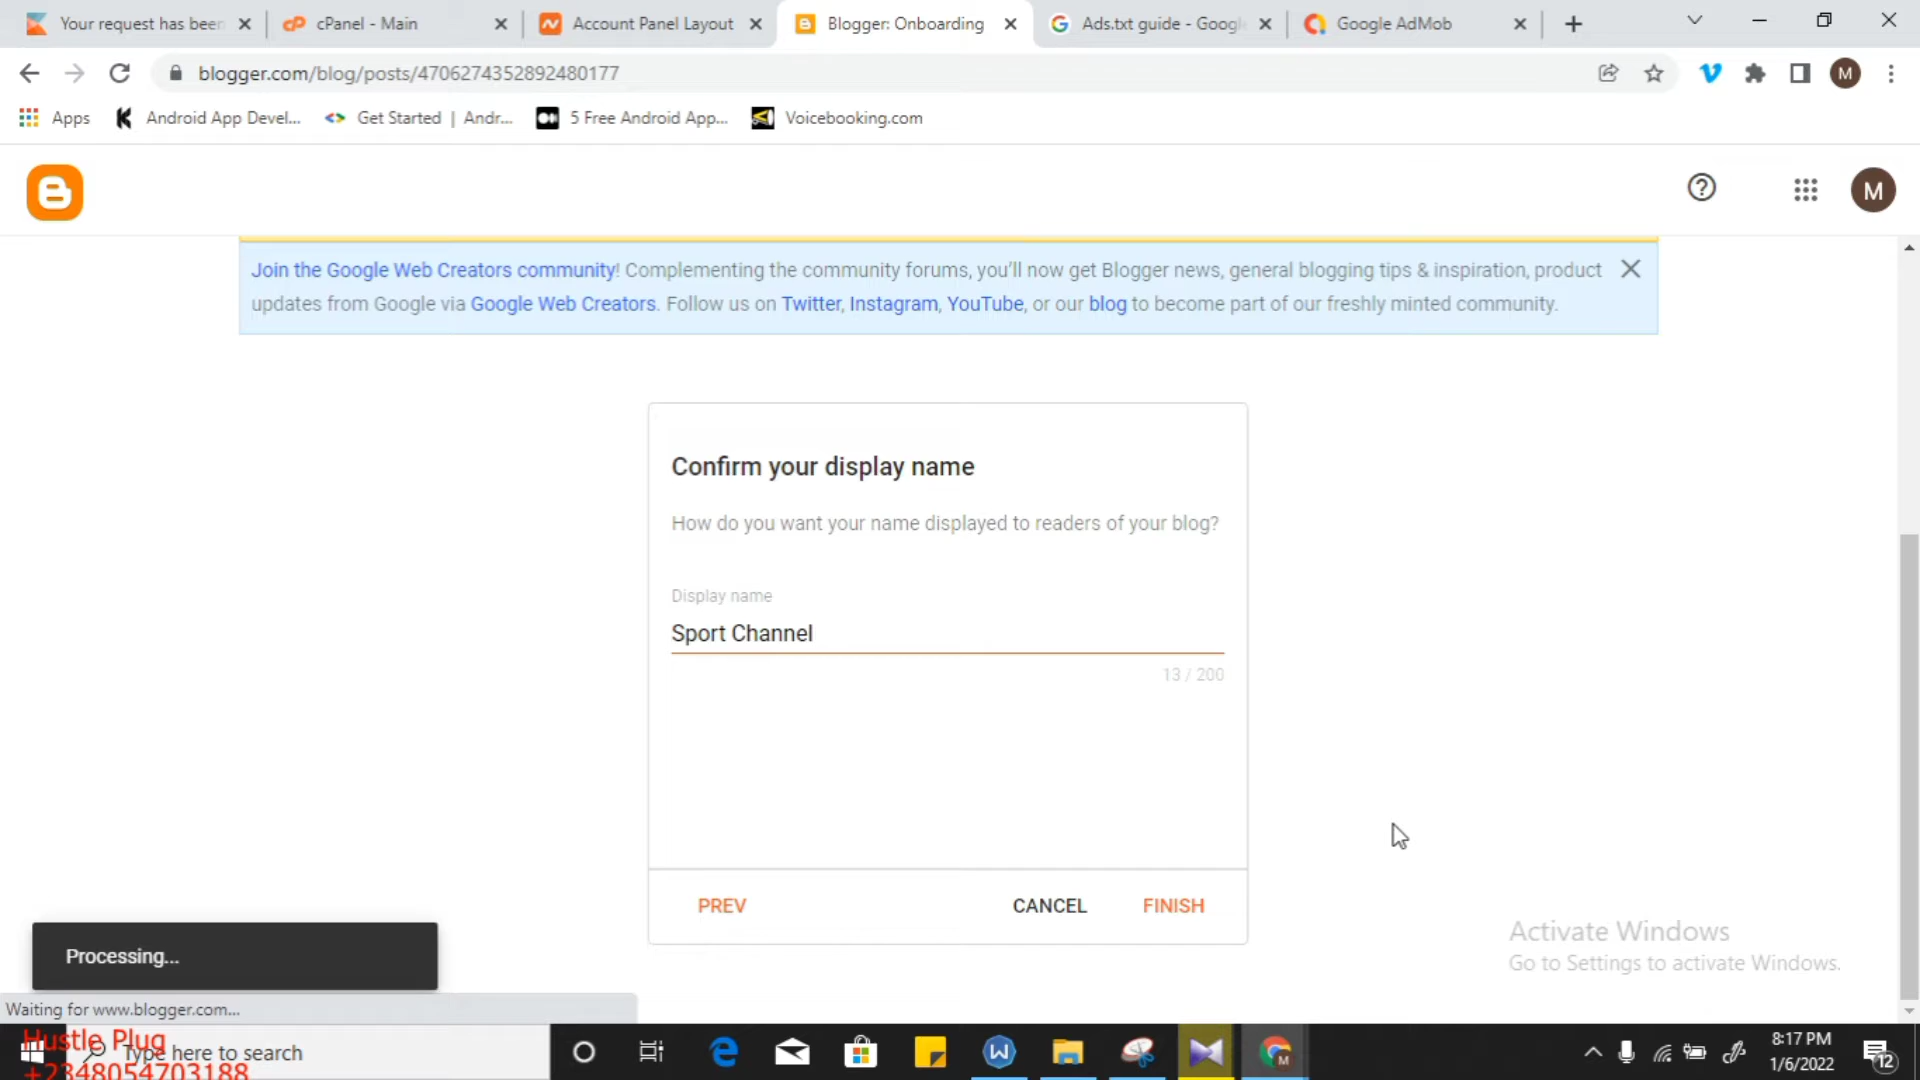 Your request has been
cPanel - Main
Account Panel Layout
Blogger: Onboarding
Ads.txt guide - Google
Google AdMob
blogger.com/blog/posts/4706274352892480177
M
Apps
Android App Devel...
Get Started | Andr...
5 Free Android App...
Voicebooking.com
M
Join the Google Web Creators community! Complementing the community forums, you'll now get Blogger news, general blogging tips & inspiration, product
updates from Google via Google Web Creators. Follow us on Twitter, Instagram, YouTube, or our blog to become part of our freshly minted community.
Confirm your display name
How do you want your name displayed to readers of your blog?
Display name
Sport Channel
13 / 200
PREV
CANCEL
FINISH
Processing...
Activate Windows
Go to Settings to activate Windows.
Waiting for www.blogger.com...
Hustle Plug
+2348054703188
Type here to search
8:17 PM
1/6/2022
12